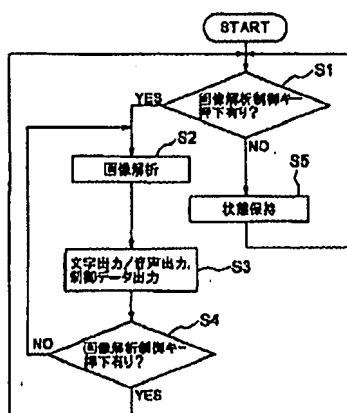 START
S1
画像解析制御キー
押下有り?
YES
NO
S2
画像解析
S5
状態保持
文字出力/音声出力,
制御データ出力
S3
S4
画像解析制御キー
押下有り?
NO
YES